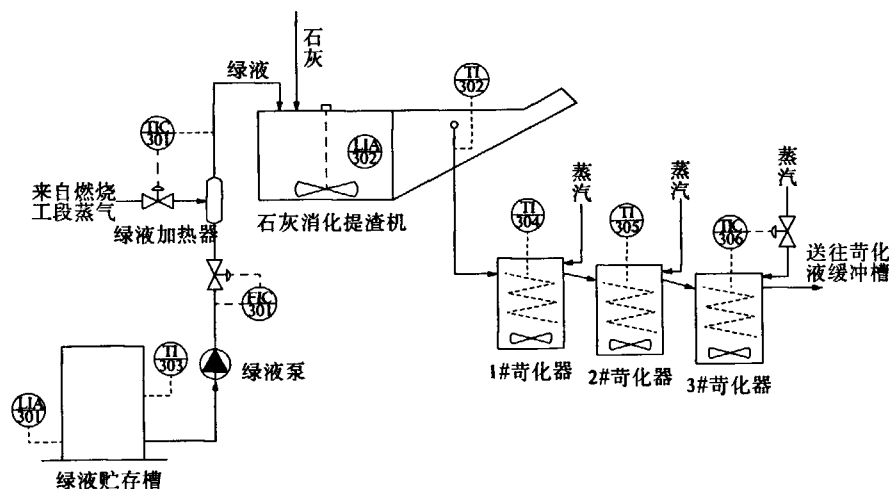 石
灰
绿液
TI
302
TIC
301
LIA
302
来自燃烧
工段蒸气
绿液加热器
石灰消化提渣机
蒸
汽
蒸
汽
蒸
汽
TI
304
TI
305
TIC
306
送往苛化
液缓冲槽
FIC
301
TI
303
绿液泵
1#苛化器
2#苛化器
3#苛化器
LIA
301
绿液贮存槽